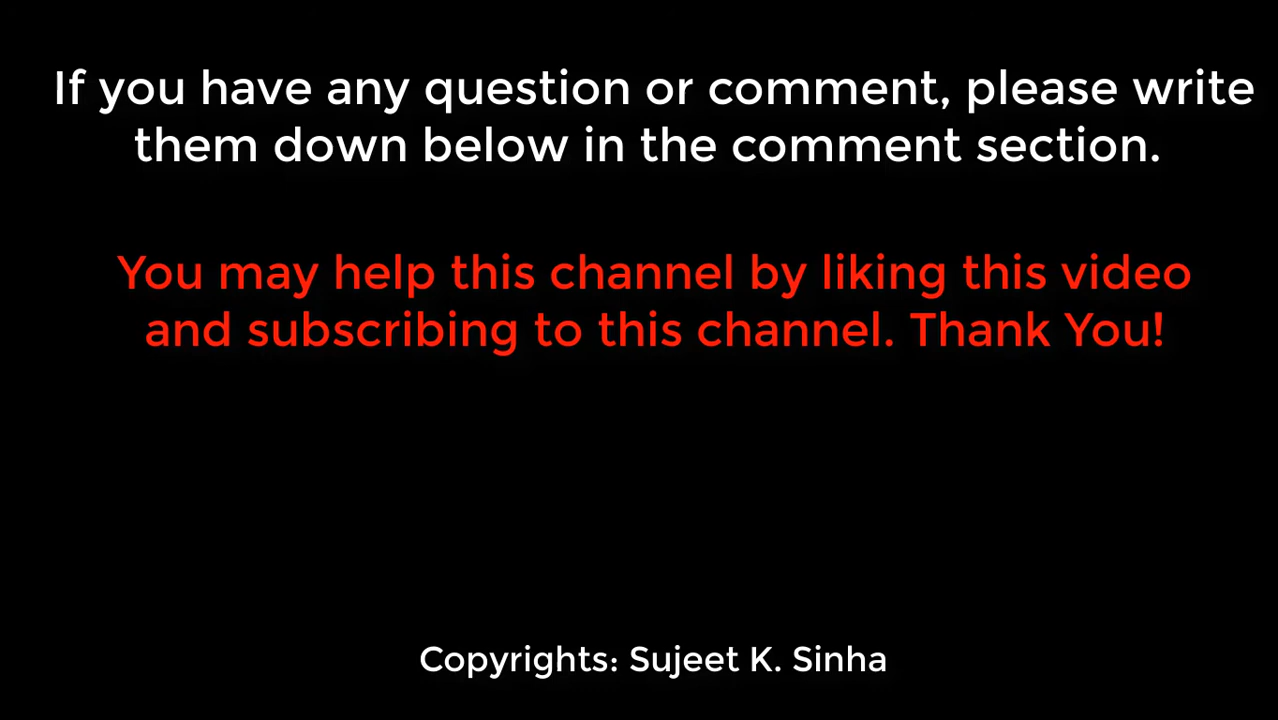 If you have any question or comment, please write
them down below in the comment section.
You may help this channel by liking this video
and subscribing to this channel. Thank You!
Copyrights: Sujeet K. Sinha